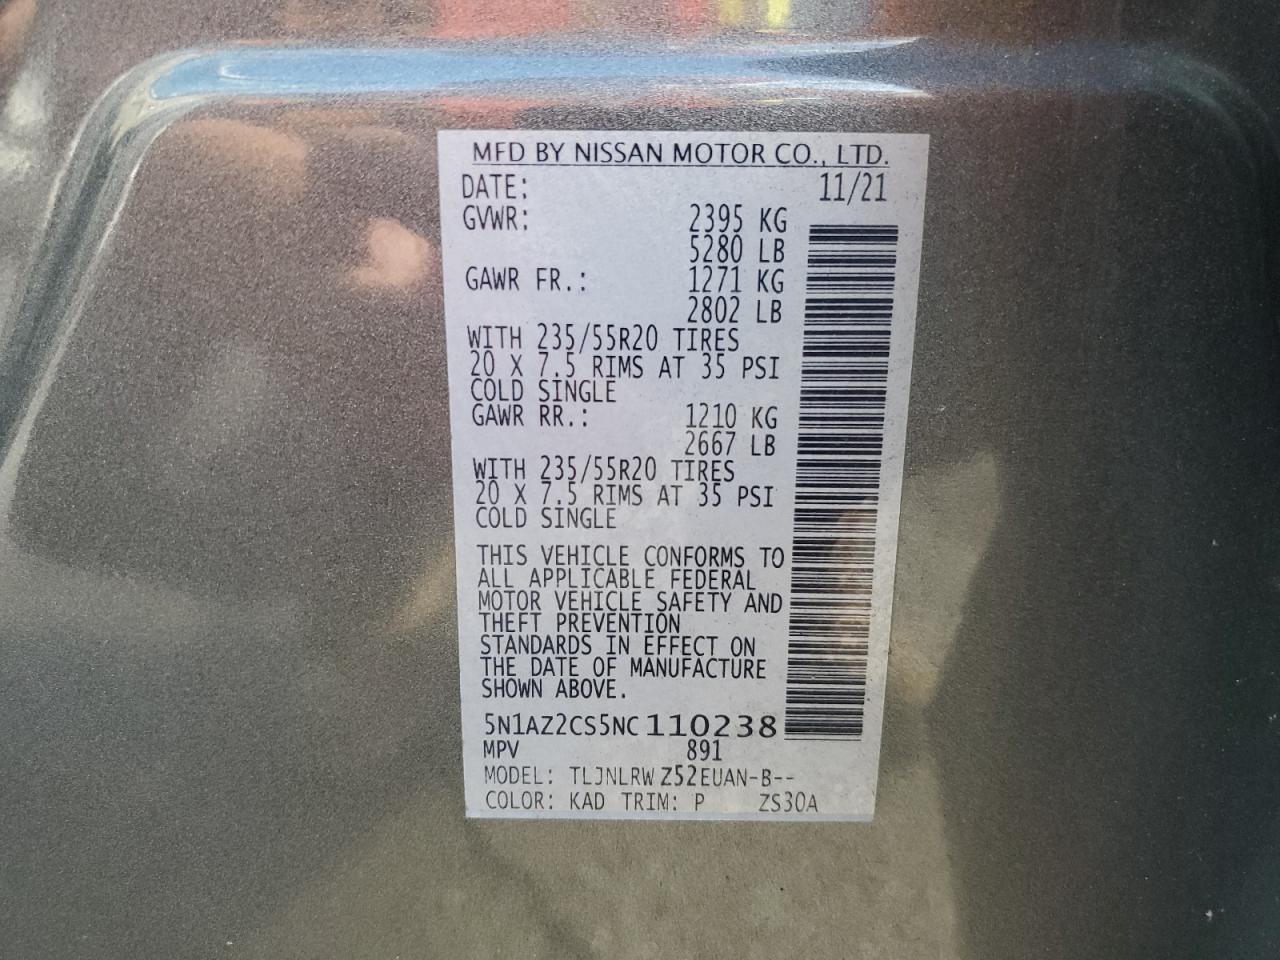 MFD BY NISSAN MOTOR CO., LTD.
DATE: 11/21
GVWR: 2395 KG
5280 LB
GAWR FR.: 1271 KG
2802 LB
WITH 235/55R20 TIRES
20 X 7.5 RIMS AT 35 PSI
COLD SINGLE
GAWR RR.: 1210 KG
2667 LB
WITH 235/55R20 TIRES
20 X 7.5 RIMS AT 35 PSI
COLD SINGLE
THIS VEHICLE CONFORMS TO
ALL APPLICABLE FEDERAL
MOTOR VEHICLE SAFETY AND
THEFT PREVENTION
STANDARDS IN EFFECT ON
THE DATE OF MANUFACTURE
SHOWN ABOVE.
5N1AZ2CS5NC110238
MPV 891
MODEL: TLJNLRWZ52EUAN-B--
COLOR: KAD TRIM: P ZS30A